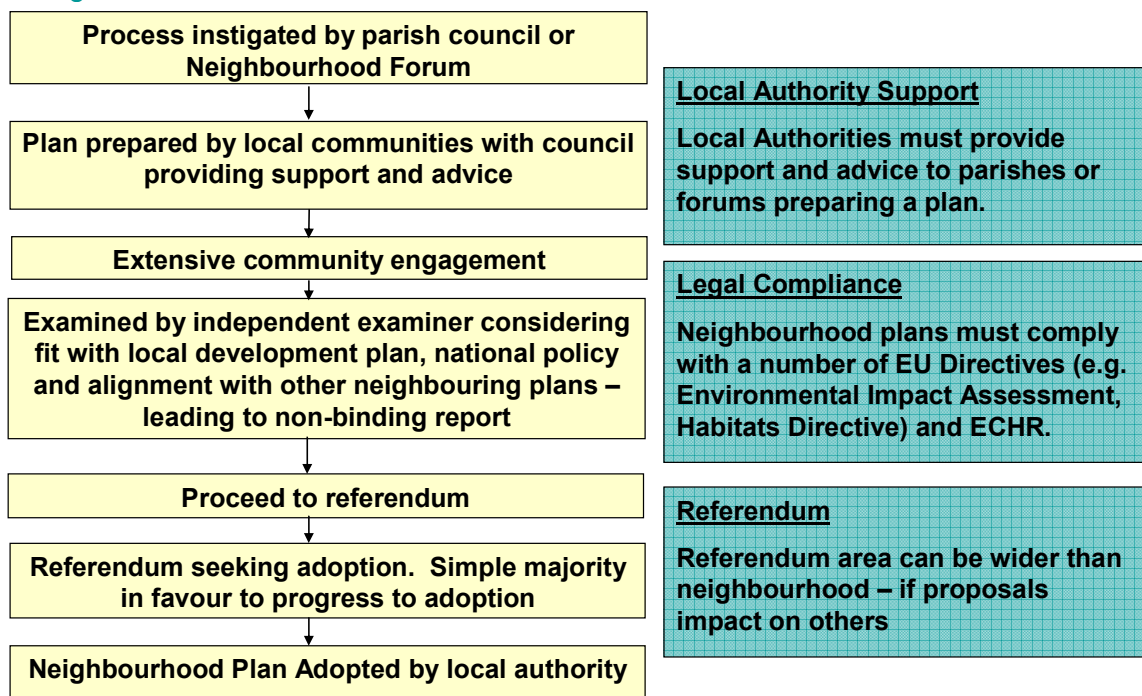 Process instigated by parish council or
Neighbourhood Forum
Plan prepared by local communities with council
providing support and advice
Extensive community engagement
Examined by independent examiner considering
fit with local development plan, national policy
and alignment with other neighbouring plans –
leading to non-binding report
Proceed to referendum
Referendum seeking adoption.  Simple majority
in favour to progress to adoption
Neighbourhood Plan Adopted by local authority
Local Authority Support
Local Authorities must provide
support and advice to parishes or
forums preparing a plan.
Legal Compliance
Neighbourhood plans must comply
with a number of EU Directives (e.g.
Environmental Impact Assessment,
Habitats Directive) and ECHR.
Referendum
Referendum area can be wider than
neighbourhood – if proposals
impact on others